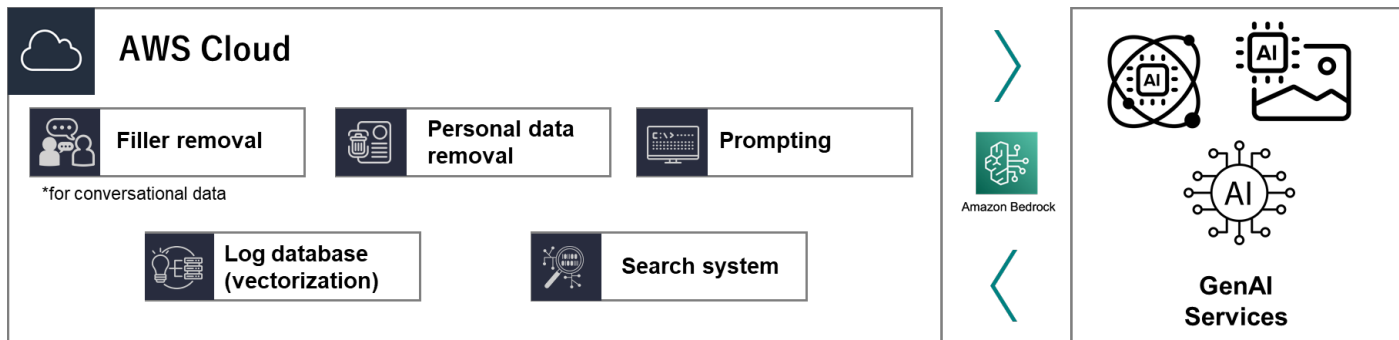 AWS Cloud
Filler removal
*for conversational data
Personal data
removal
C:\>
Prompting
Log database
(vectorization)
Search system
Amazon Bedrock
AI
AI
AI
GenAI
Services